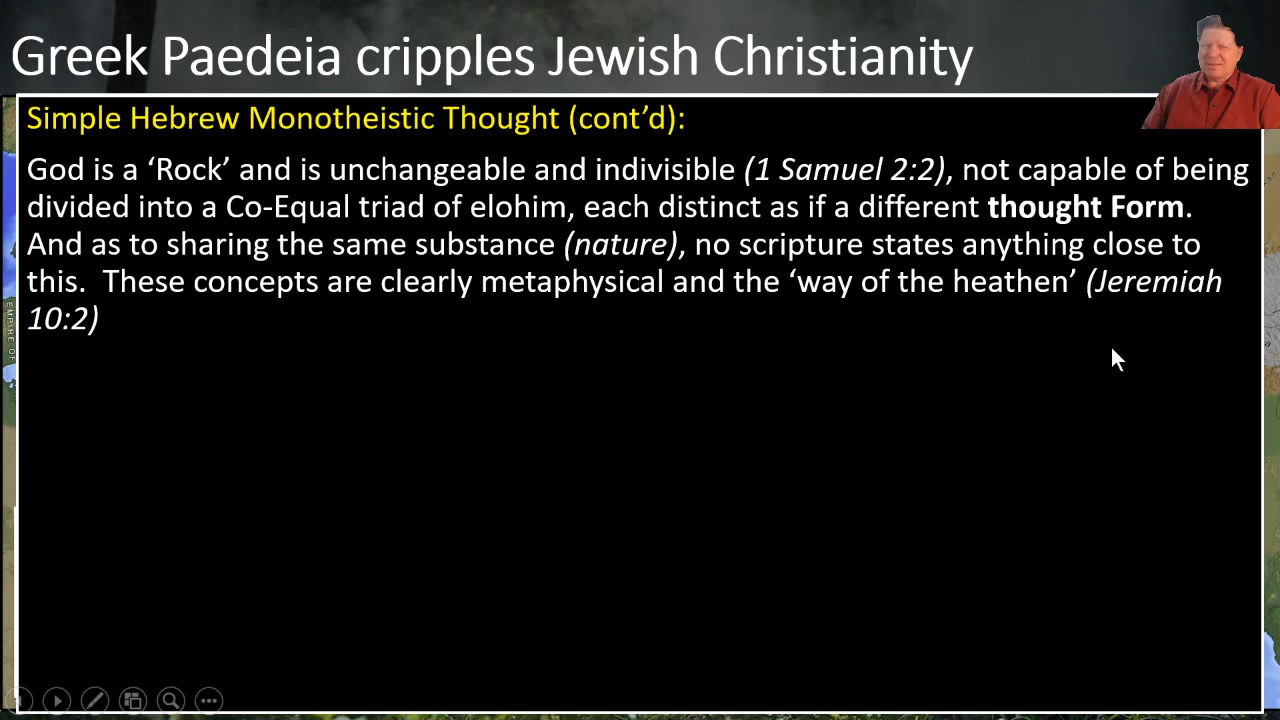 Greek Paedeia cripples Jewish Christianity
Simple Hebrew Monotheistic Thought (cont’d):
God is a ‘Rock’ and is unchangeable and indivisible (1 Samuel 2:2), not capable of being
divided into a Co-Equal triad of elohim, each distinct as if a different thought Form.
And as to sharing the same substance (nature), no scripture states anything close to
this.  These concepts are clearly metaphysical and the ‘way of the heathen’ (Jeremiah
10:2)
EMPIRE OF